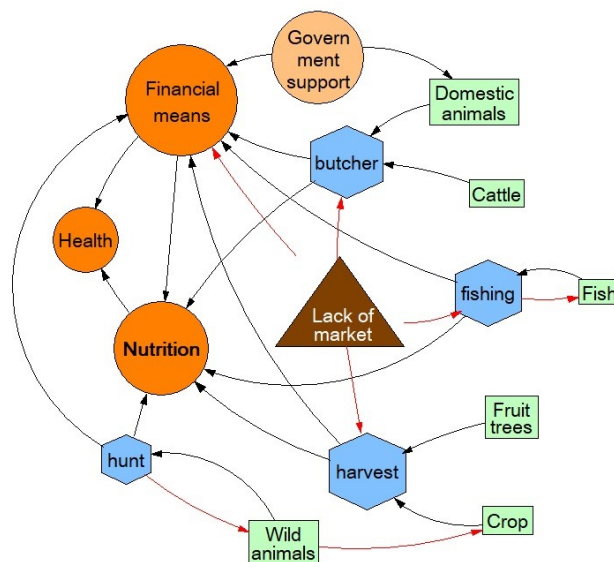 Govern
ment
support
Financial
means
Domestic
animals
butcher
Cattle
Health
fishing
Fish
Lack of
market
Nutrition
Fruit
trees
hunt
harvest
Crop
Wild
animals